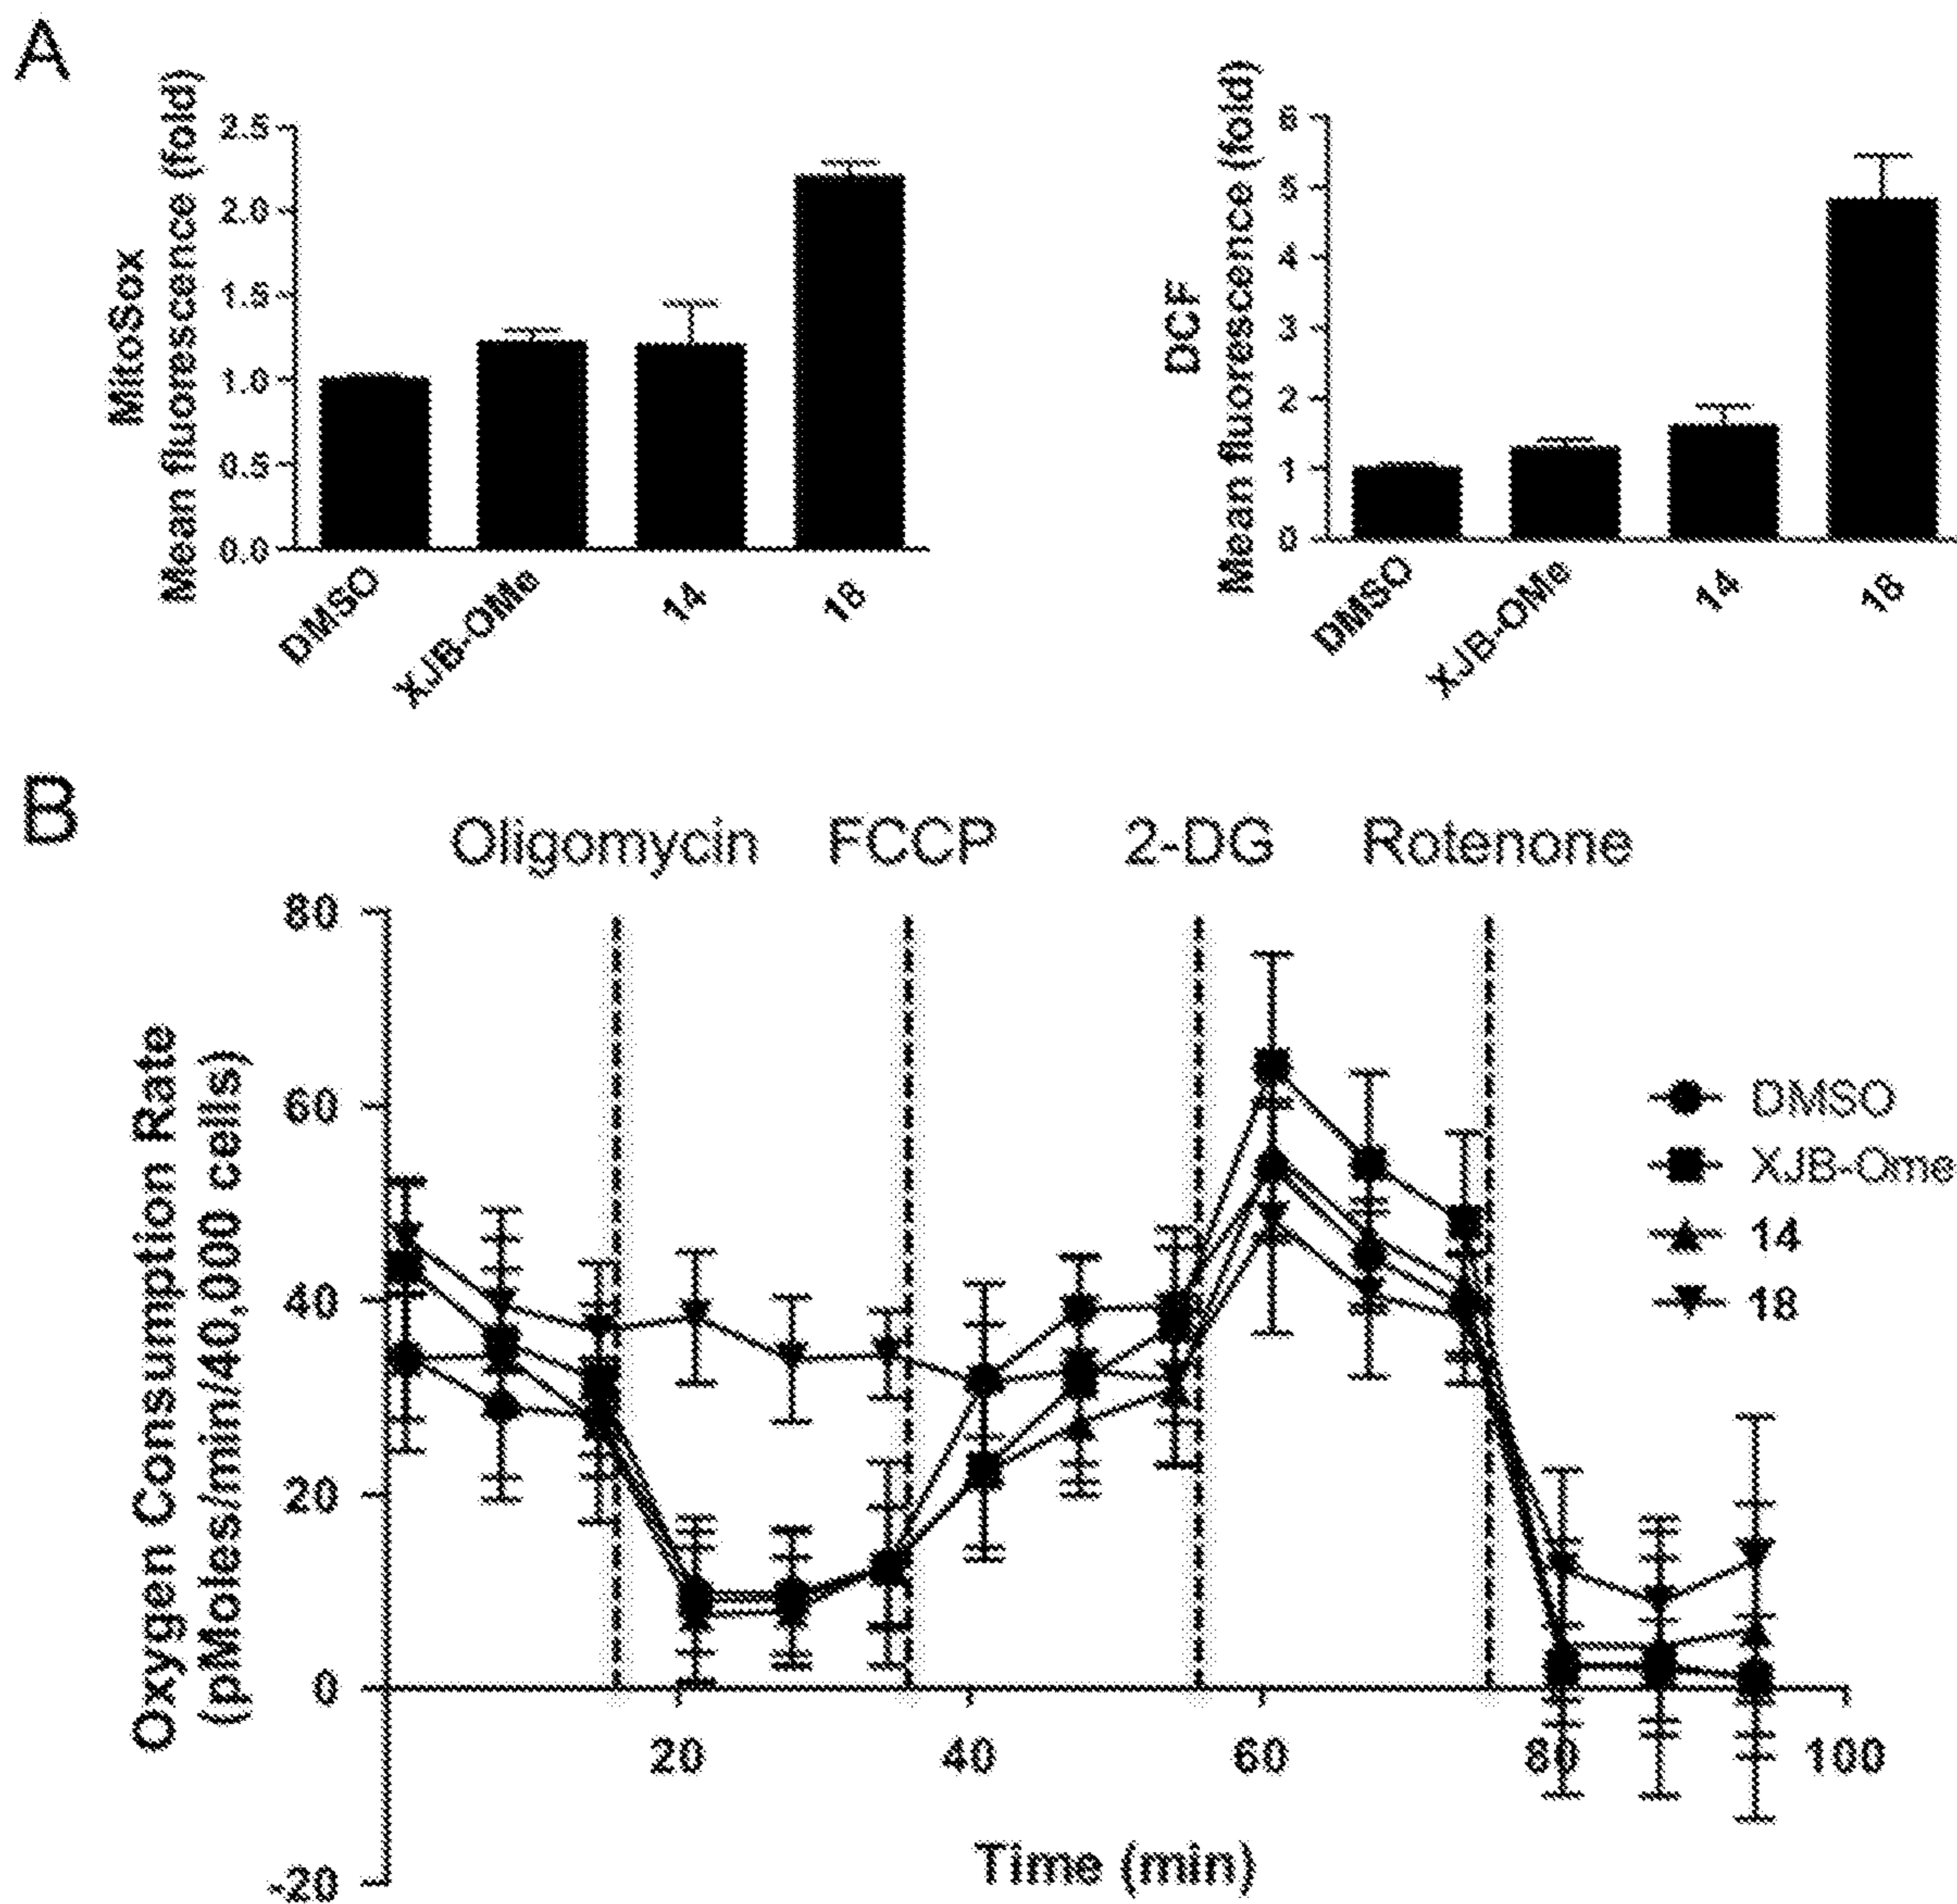 A
MitoSox
Mean fluorescence (fold)
2.5
2.0
1.5
1.0
0.5
0.0
DMSO
XJB-OMe
14
18
DCF
Mean fluorescence (fold)
6
5
4
3
2
1
0
DMSO
XJB-OMe
14
18
B
Oligomycin FCCP 2-DG Rotenone
Oxygen Consumption Rate
(pMoles/min/40,000 cells)
80
60
40
20
0
-20
20 40 60 80 100
Time (min)
DMSO
XJB-Ome
14
18